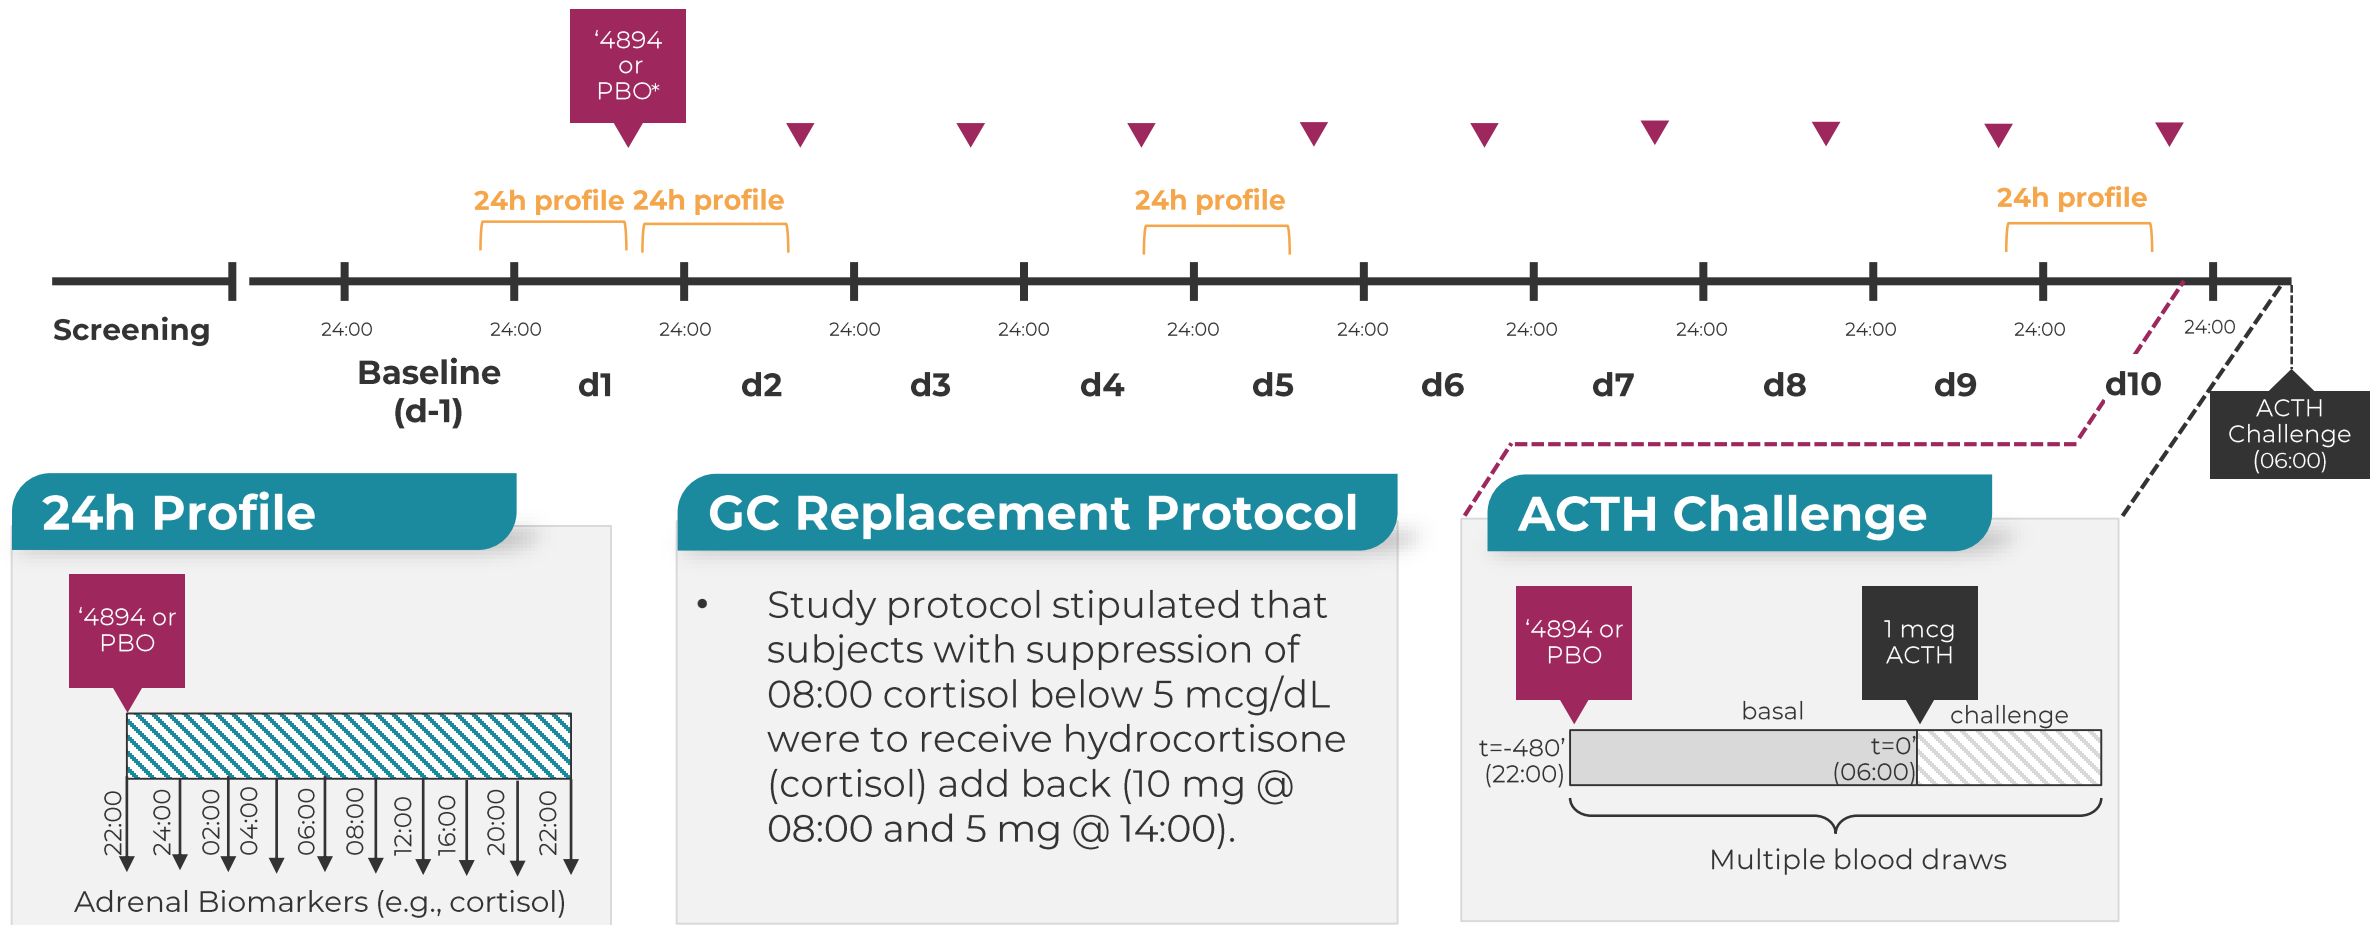 ‘4894
or
PBO*
24h profile 24h profile 24h profile 24h profile
Screening
24:00 24:00 24:00 24:00 24:00 24:00 24:00 24:00 24:00 24:00 24:00 24:00
Baseline
(d-1)
d1 d2 d3 d4 d5 d6 d7 d8 d9 d10
ACTH
Challenge
(06:00)
24h Profile
‘4894 or
PBO
22:00 24:00 02:00 04:00 06:00 08:00 12:00 16:00 20:00 22:00
Adrenal Biomarkers (e.g., cortisol)
GC Replacement Protocol
• Study protocol stipulated that
subjects with suppression of
08:00 cortisol below 5 mcg/dL
were to receive hydrocortisone
(cortisol) add back (10 mg @
08:00 and 5 mg @ 14:00).
ACTH Challenge
‘4894 or
PBO
1 mcg
ACTH
basal
challenge
t=-480’
(22:00)
t=0’
(06:00)
Multiple blood draws